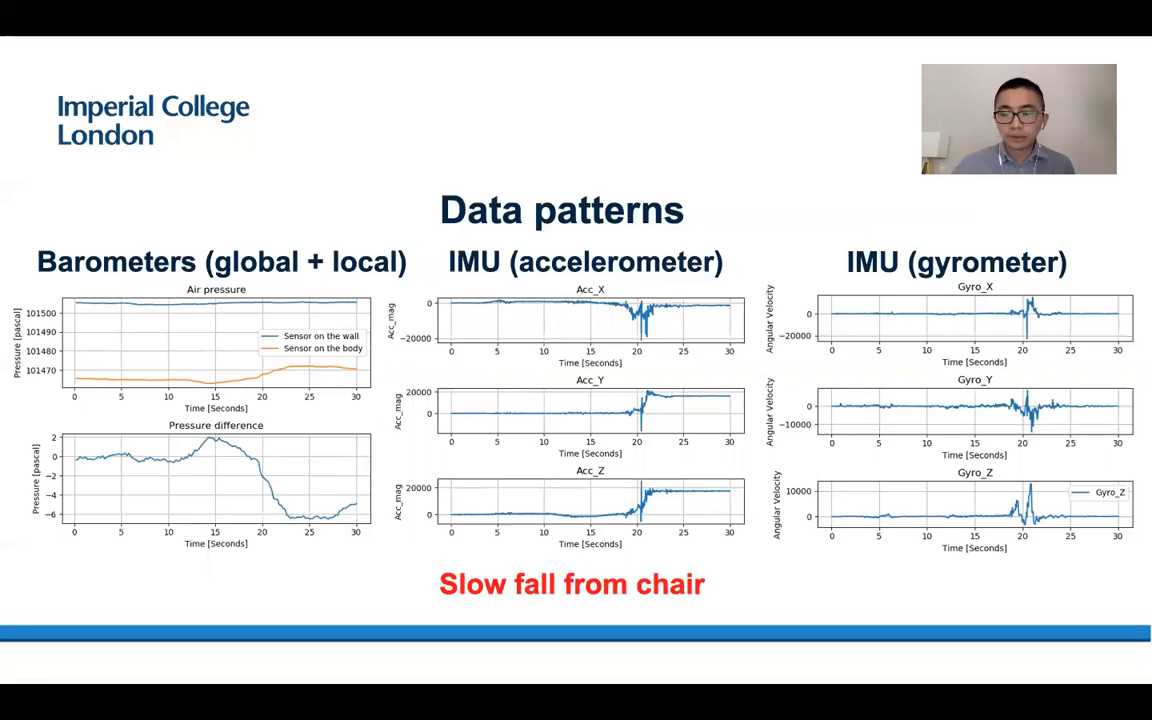 Imperial College
London
Data patterns
Barometers (global + local)
IMU (accelerometer)
IMU (gyrometer)
Air pressure
Pressure [pascal]
101500
101490
101480
101470
Sensor on the wall
Sensor on the body
0 5 10 15 20 25 30
Time [Seconds]
Pressure difference
Pressure [pascal]
2
0
−2
−4
−6
0 5 10 15 20 25 30
Time [Seconds]
Acc_X
Acc_mag
0
−20000
0 5 10 15 20 25 30
Time [Seconds]
Acc_Y
Acc_mag
20000
0
0 5 10 15 20 25 30
Time [Seconds]
Acc_Z
Acc_mag
20000
0
0 5 10 15 20 25 30
Time [Seconds]
Gyro_X
Angular Velocity
0
−20000
0 5 10 15 20 25 30
Time [Seconds]
Gyro_Y
Angular Velocity
0
−10000
0 5 10 15 20 25 30
Time [Seconds]
Gyro_Z
Angular Velocity
10000
0
Gyro_Z
0 5 10 15 20 25 30
Time [Seconds]
Slow fall from chair